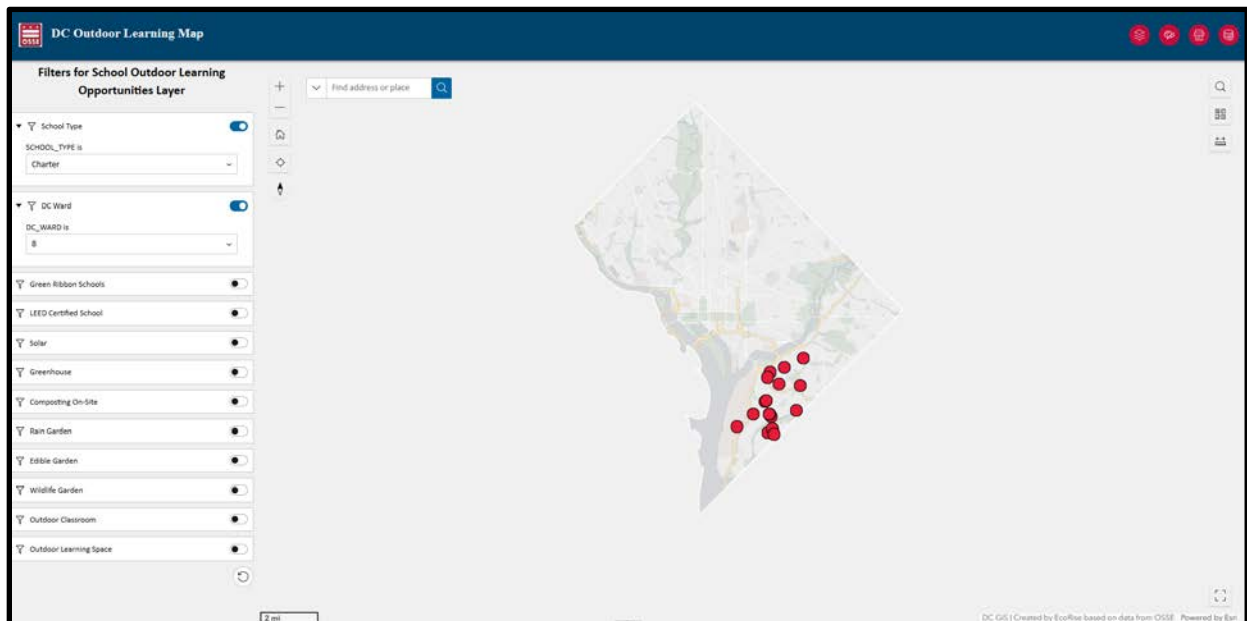 OSSE
DC Outdoor Learning Map
Filters for School Outdoor Learning
Opportunities Layer
School Type
SCHOOL_TYPE is
Charter
DC Ward
DC_WARD is
8
Green Ribbon Schools
LEED Certified School
Solar
Greenhouse
Composting On-Site
Rain Garden
Edible Garden
Wildlife Garden
Outdoor Classroom
Outdoor Learning Space
Find address or place
2 mi
DC GIS | Created by EcoRise based on data from OSSE Powered by Esri